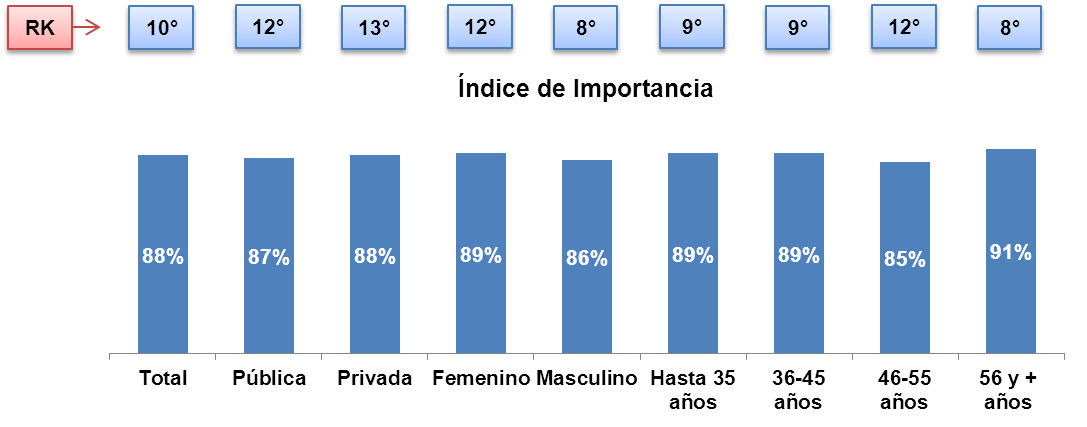 RK 10° 12° 13° 12° 8° 9° 9° 12° 8°
Índice de Importancia
88% 87% 88% 89% 86% 89% 89% 85% 91%
Total Pública Privada Femenino Masculino Hasta 35 años 36-45 años 46-55 años 56 y + años